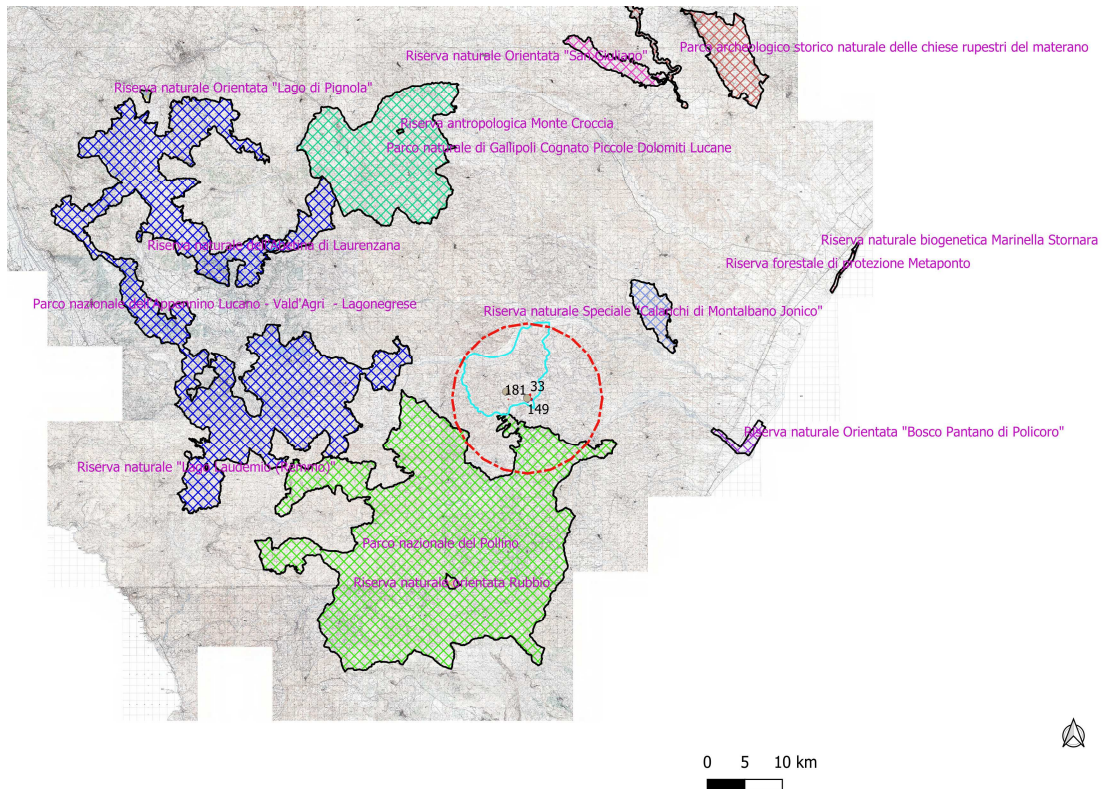 Parco archeologico storico naturale delle chiese rupestri del materano
Riserva naturale Orientata "San Giuliano"
Riserva naturale Orientata "Lago di Pignola"
Riserva antropologica Monte Croccia
Parco naturale di Gallipoli Cognato Piccole Dolomiti Lucane
Riserva naturale biogenetica Marinella Stornara
Riserva naturale dell'Abetina di Laurenzana
Riserva forestale di protezione Metaponto
Parco nazionale dell'Appennino Lucano - Vald'Agri - Lagonegrese
Riserva naturale Speciale "Calanchi di Montalbano Jonico"
181 33
149
Riserva naturale Orientata "Bosco Pantano di Policoro"
Riserva naturale "Lago Laudemio (Remmo)"
Parco nazionale del Pollino
Riserva naturale orientata Rubbio
0 5 10 km